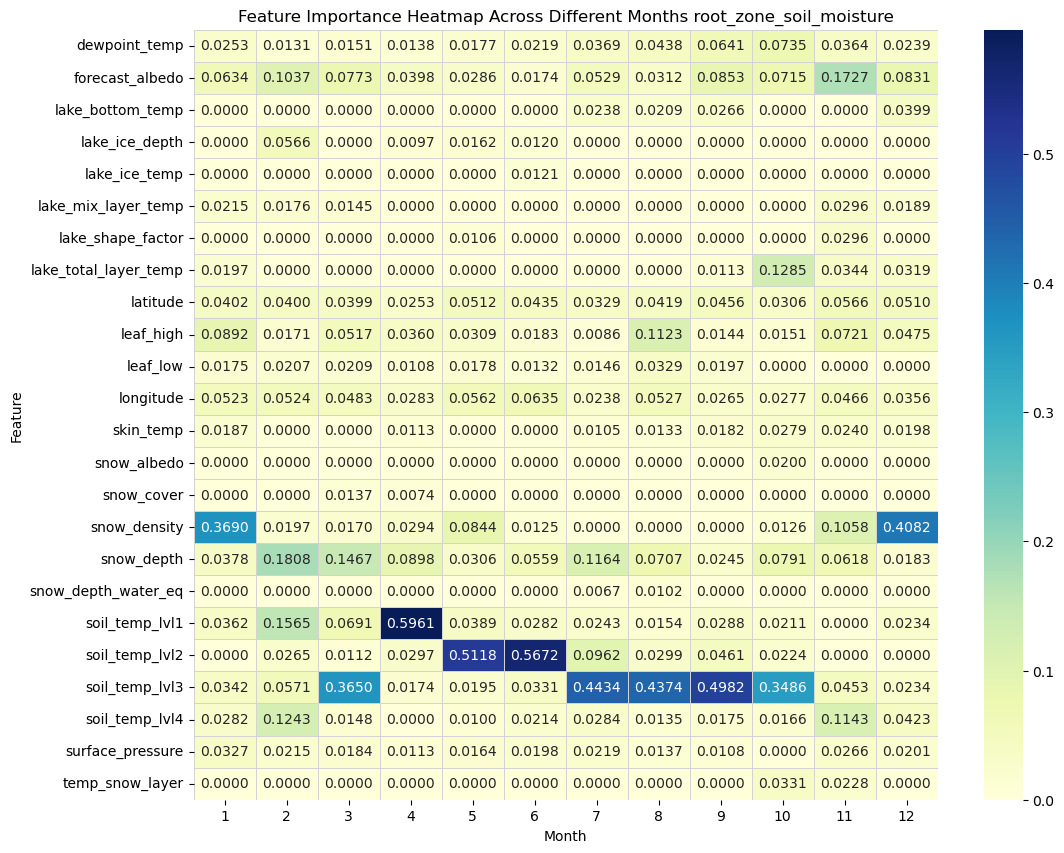 Feature Importance Heatmap Across Different Months root_zone_soil_moisture
dewpoint_temp 0.0253 0.0131 0.0151 0.0138 0.0177 0.0219 0.0369 0.0438 0.0641 0.0735 0.0364 0.0239
forecast_albedo 0.0634 0.1037 0.0773 0.0398 0.0286 0.0174 0.0529 0.0312 0.0853 0.0715 0.1727 0.0831
lake_bottom_temp 0.0000 0.0000 0.0000 0.0000 0.0000 0.0000 0.0238 0.0209 0.0266 0.0000 0.0000 0.0399
lake_ice_depth 0.0000 0.0566 0.0000 0.0097 0.0162 0.0120 0.0000 0.0000 0.0000 0.0000 0.0000 0.0000
lake_ice_temp 0.0000 0.0000 0.0000 0.0000 0.0000 0.0121 0.0000 0.0000 0.0000 0.0000 0.0000 0.0000
lake_mix_layer_temp 0.0215 0.0176 0.0145 0.0000 0.0000 0.0000 0.0000 0.0000 0.0000 0.0000 0.0296 0.0189
lake_shape_factor 0.0000 0.0000 0.0000 0.0000 0.0106 0.0000 0.0000 0.0000 0.0000 0.0000 0.0296 0.0000
lake_total_layer_temp 0.0197 0.0000 0.0000 0.0000 0.0000 0.0000 0.0000 0.0000 0.0113 0.1285 0.0344 0.0319
latitude 0.0402 0.0400 0.0399 0.0253 0.0512 0.0435 0.0329 0.0419 0.0456 0.0306 0.0566 0.0510
leaf_high 0.0892 0.0171 0.0517 0.0360 0.0309 0.0183 0.0086 0.1123 0.0144 0.0151 0.0721 0.0475
leaf_low 0.0175 0.0207 0.0209 0.0108 0.0178 0.0132 0.0146 0.0329 0.0197 0.0000 0.0000 0.0000
longitude 0.0523 0.0524 0.0483 0.0283 0.0562 0.0635 0.0238 0.0527 0.0265 0.0277 0.0466 0.0356
skin_temp 0.0187 0.0000 0.0000 0.0113 0.0000 0.0000 0.0105 0.0133 0.0182 0.0279 0.0240 0.0198
snow_albedo 0.0000 0.0000 0.0000 0.0000 0.0000 0.0000 0.0000 0.0000 0.0000 0.0200 0.0000 0.0000
snow_cover 0.0000 0.0000 0.0137 0.0074 0.0000 0.0000 0.0000 0.0000 0.0000 0.0000 0.0000 0.0000
snow_density 0.3690 0.0197 0.0170 0.0294 0.0844 0.0125 0.0000 0.0000 0.0000 0.0126 0.1058 0.4082
snow_depth 0.0378 0.1808 0.1467 0.0898 0.0306 0.0559 0.1164 0.0707 0.0245 0.0791 0.0618 0.0183
snow_depth_water_eq 0.0000 0.0000 0.0000 0.0000 0.0000 0.0000 0.0067 0.0102 0.0000 0.0000 0.0000 0.0000
soil_temp_lvl1 0.0362 0.1565 0.0691 0.5961 0.0389 0.0282 0.0243 0.0154 0.0288 0.0211 0.0000 0.0234
soil_temp_lvl2 0.0000 0.0265 0.0112 0.0297 0.5118 0.5672 0.0962 0.0299 0.0461 0.0224 0.0000 0.0000
soil_temp_lvl3 0.0342 0.0571 0.3650 0.0174 0.0195 0.0331 0.4434 0.4374 0.4982 0.3486 0.0453 0.0234
soil_temp_lvl4 0.0282 0.1243 0.0148 0.0000 0.0100 0.0214 0.0284 0.0135 0.0175 0.0166 0.1143 0.0423
surface_pressure 0.0327 0.0215 0.0184 0.0113 0.0164 0.0198 0.0219 0.0137 0.0108 0.0000 0.0266 0.0201
temp_snow_layer 0.0000 0.0000 0.0000 0.0000 0.0000 0.0000 0.0000 0.0000 0.0000 0.0331 0.0228 0.0000
1 2 3 4 5 6 7 8 9 10 11 12
Month
Feature
0.5
0.4
0.3
0.2
0.1
0.0